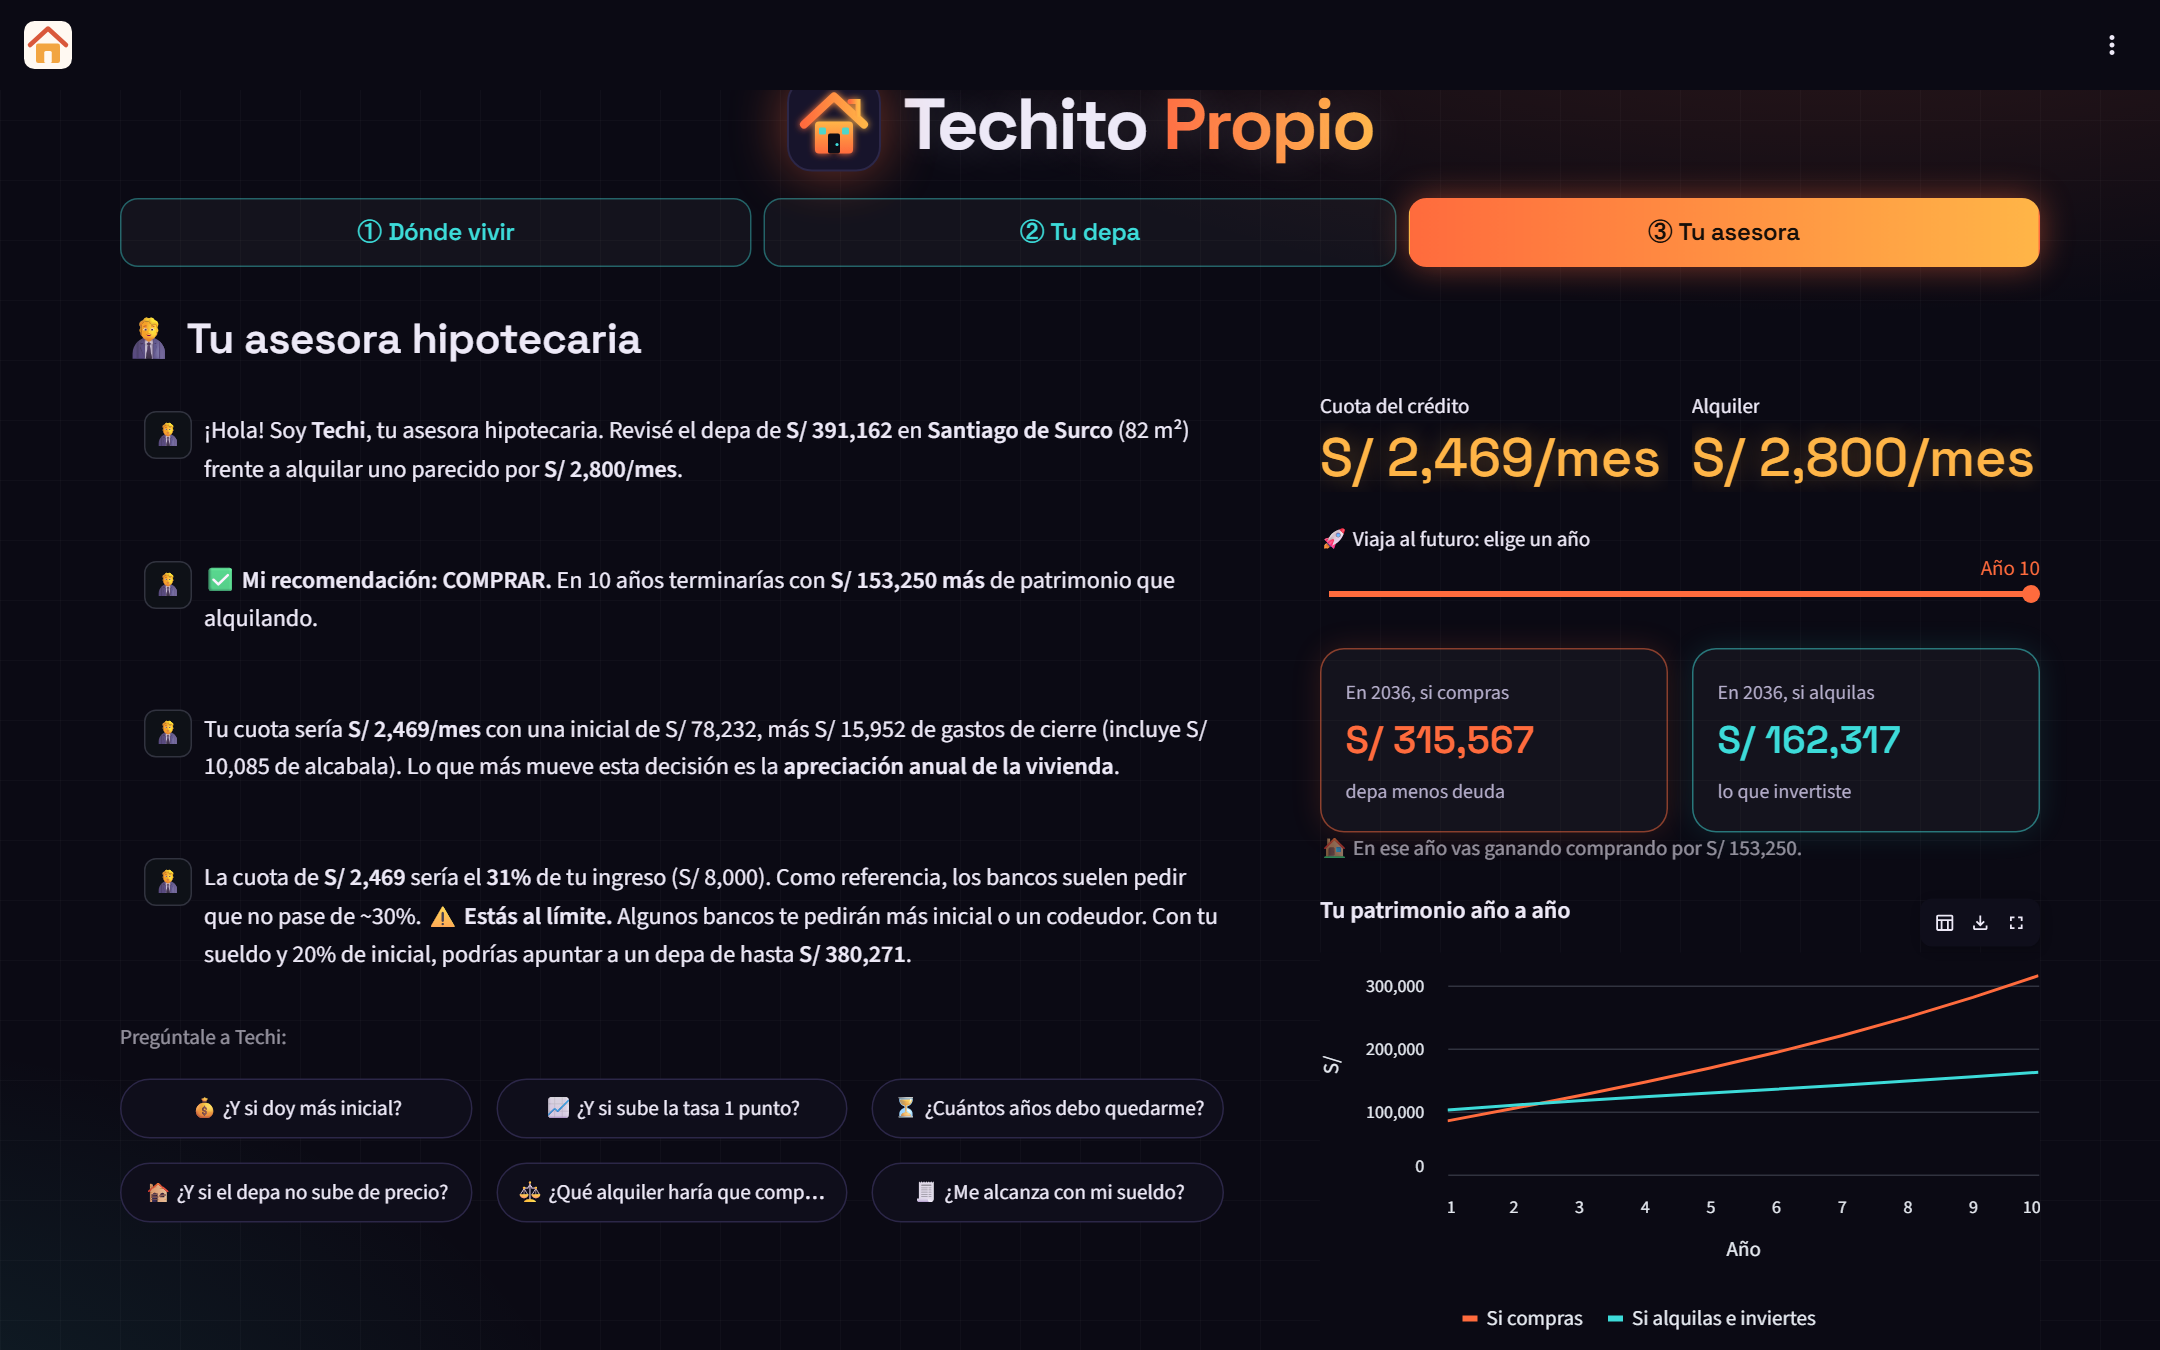 Techito Propio
① Dónde vivir
② Tu depa
③ Tu asesora
Tu asesora hipotecaria
¡Hola! Soy Techi, tu asesora hipotecaria. Revisé el depa de S/ 391,162 en Santiago de Surco (82 m²)
frente a alquilar uno parecido por S/ 2,800/mes.
✅ Mi recomendación: COMPRAR. En 10 años terminarías con S/ 153,250 más de patrimonio que
alquilando.
Tu cuota sería S/ 2,469/mes con una inicial de S/ 78,232, más S/ 15,952 de gastos de cierre (incluye S/
10,085 de alcabala). Lo que más mueve esta decisión es la apreciación anual de la vivienda.
La cuota de S/ 2,469 sería el 31% de tu ingreso (S/ 8,000). Como referencia, los bancos suelen pedir
que no pase de ~30%. ⚠️ Estás al límite. Algunos bancos te pedirán más inicial o un codeudor. Con tu
sueldo y 20% de inicial, podrías apuntar a un depa de hasta S/ 380,271.
Pregúntale a Techi:
💰 ¿Y si doy más inicial?
📈 ¿Y si sube la tasa 1 punto?
⏳ ¿Cuántos años debo quedarme?
🏠 ¿Y si el depa no sube de precio?
⚖️ ¿Qué alquiler haría que comp...
🧾 ¿Me alcanza con mi sueldo?
Cuota del crédito
S/ 2,469/mes
Alquiler
S/ 2,800/mes
🚀 Viaja al futuro: elige un año
Año 10
En 2036, si compras
S/ 315,567
depa menos deuda
En 2036, si alquilas
S/ 162,317
lo que invertiste
🏠 En ese año vas ganando comprando por S/ 153,250.
Tu patrimonio año a año
S/
300,000
200,000
100,000
0
1 2 3 4 5 6 7 8 9 10
Año
Si compras
Si alquilas e inviertes